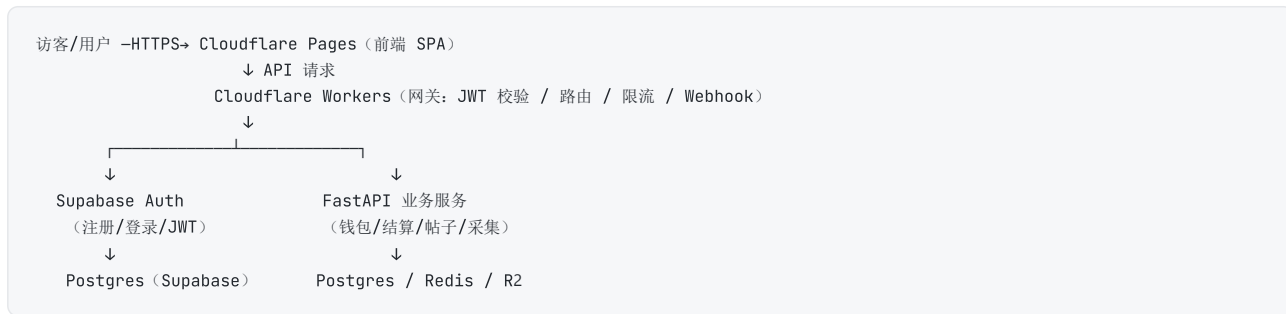 访客/用户 —HTTPS→ Cloudflare Pages（前端 SPA）
↓ API 请求
Cloudflare Workers（网关：JWT 校验 / 路由 / 限流 / Webhook）
↓
┌─────────────┴─────────────┐
↓ ↓
Supabase Auth FastAPI 业务服务
（注册/登录/JWT） （钱包/结算/帖子/采集）
↓ ↓
Postgres（Supabase） Postgres / Redis / R2